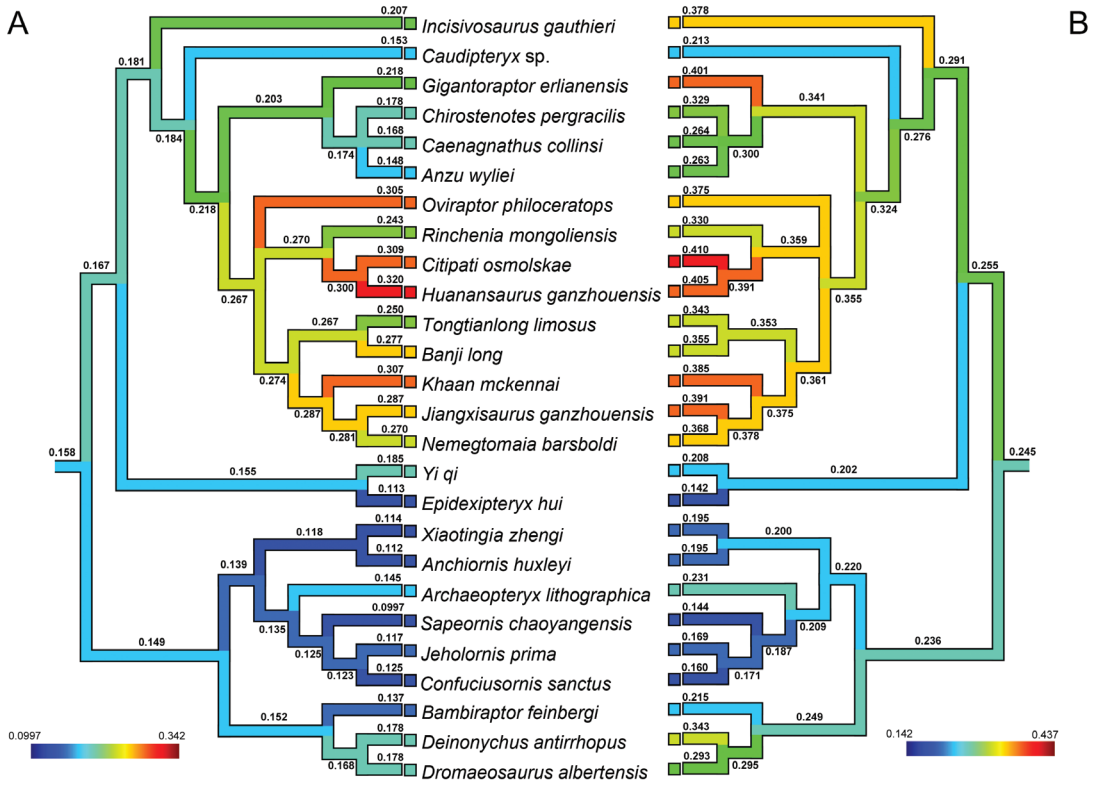 A
B
0.207 Incisivosaurus gauthieri 0.378
0.153 Caudipteryx sp. 0.213
0.181
0.291
0.218 Gigantoraptor erlianensis 0.401
0.203
0.341
0.178 Chirostenotes pergracilis 0.329
0.184
0.276
0.168 Caenagnathus collinsi 0.264
0.174
0.300
0.148 Anzu wyliei 0.263
0.305 Oviraptor philoceratops 0.375
0.218
0.324
0.243 Rinchenia mongoliensis 0.330
0.270
0.359
0.309 Citipati osmolskae 0.410
0.167
0.255
0.320 Huanansaurus ganzhouensis 0.405
0.300
0.391
0.267
0.355
0.250 Tongtianlong limosus 0.343
0.267
0.353
0.277 Banji long 0.355
0.307 Khaan mckennai 0.385
0.274
0.361
0.287 Jiangxisaurus ganzhouensis 0.391
0.287
0.375
0.270 Nemegtomaia barsboldi 0.368
0.281
0.378
0.158
0.245
0.185 Yi qi 0.208
0.155
0.202
0.113 Epidexipteryx hui 0.142
0.114 Xiaotingia zhengi 0.195
0.118
0.200
0.112 Anchiornis huxleyi 0.195
0.139
0.220
0.145 Archaeopteryx lithographica 0.231
0.0997 Sapeornis chaoyangensis 0.144
0.135
0.209
0.117 Jeholornis prima 0.169
0.125
0.187
0.149
0.236
0.125 Confuciusornis sanctus 0.160
0.123
0.171
0.137 Bambiraptor feinbergi 0.215
0.152
0.249
0.178 Deinonychus antirrhopus 0.343
0.178 Dromaeosaurus albertensis 0.293
0.168
0.295
0.0997 0.342
0.142 0.437